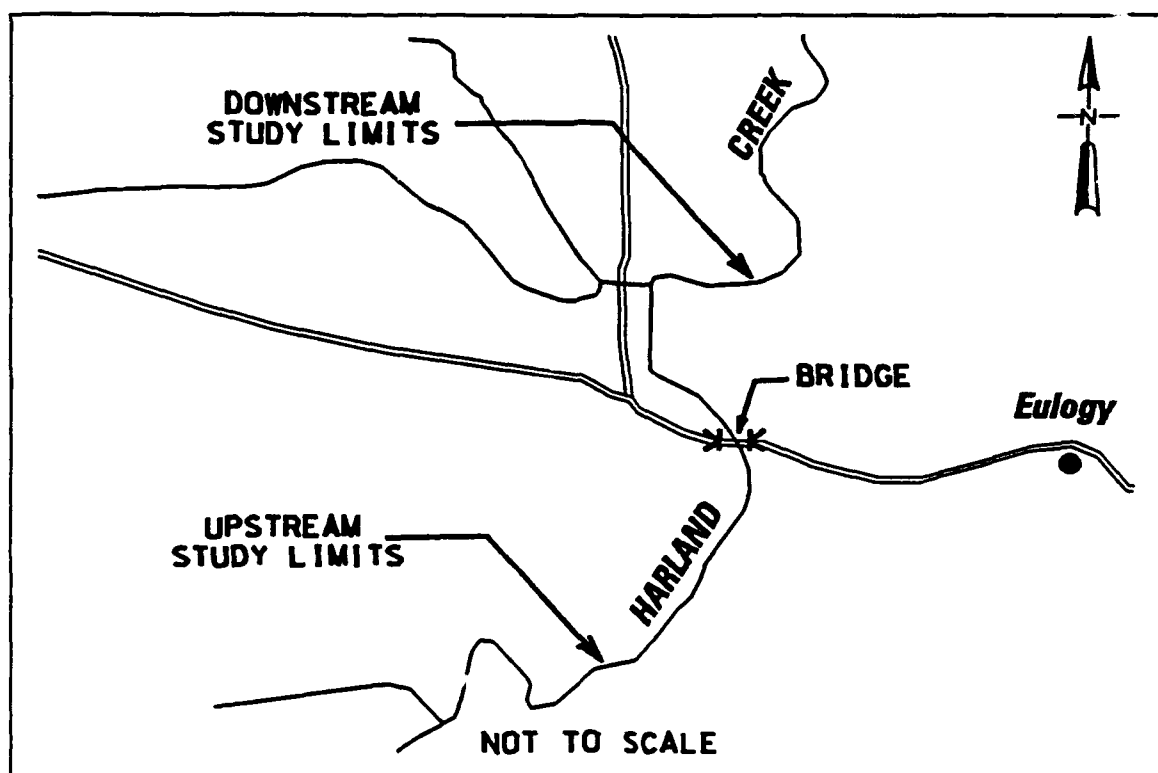 DOWNSTREAM
STUDY LIMITS
CREEK
N
BRIDGE
Eulogy
UPSTREAM
STUDY LIMITS
HARLAND
NOT TO SCALE